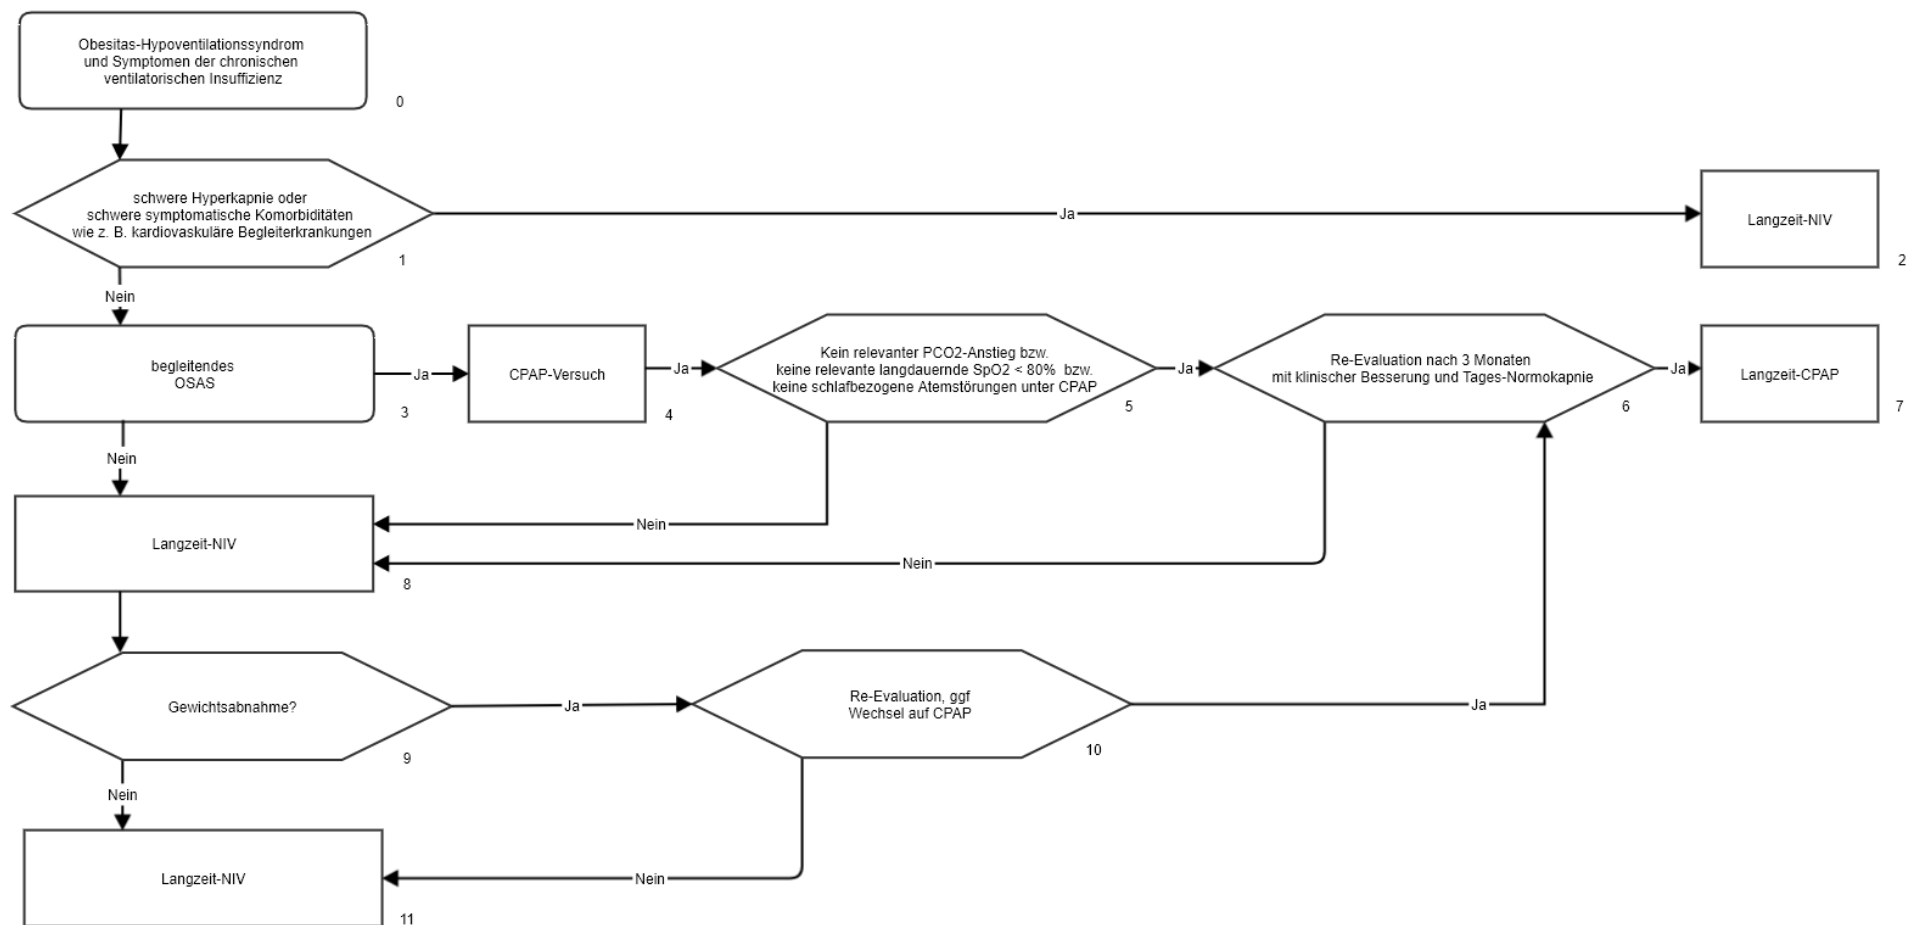 Obesitas-Hypoventilationssyndrom
und Symptomen der chronischen
ventilatorischen Insuffizienz
0
schwere Hyperkapnie oder
schwere symptomatische Komorbiditäten
wie z. B. kardiovaskuläre Begleiterkrankungen
1
Ja
Langzeit-NIV
2
Nein
begleitendes
OSAS
3
Ja
CPAP-Versuch
4
Ja
Kein relevanter PCO2-Anstieg bzw.
keine relevante langdauernde SpO2 < 80% bzw.
keine schlafbezogene Atemstörungen unter CPAP
5
Ja
Re-Evaluation nach 3 Monaten
mit klinischer Besserung und Tages-Normokapnie
6
Ja
Langzeit-CPAP
7
Nein
Nein
Nein
Langzeit-NIV
8
Gewichtsabnahme?
9
Ja
Re-Evaluation, ggf
Wechsel auf CPAP
10
Ja
Nein
Nein
Langzeit-NIV
11